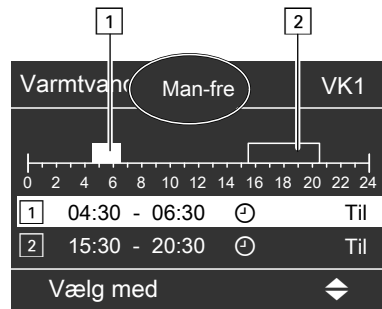 1 2
Varmtvand Man-fre VK1
0 2 4 6 8 10 12 14 16 18 20 22 24
1 04:30 - 06:30 Til
2 15:30 - 20:30 Til
Vælg med